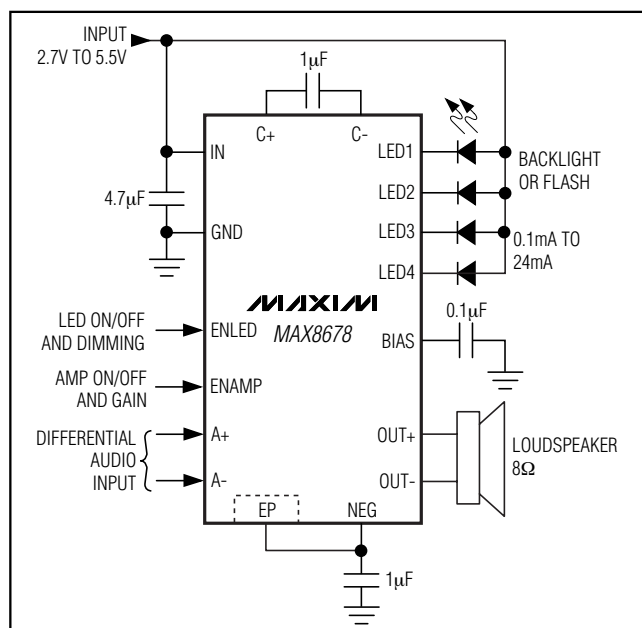 INPUT
2.7V TO 5.5V
1µF
C+
C-
IN
LED1
BACKLIGHT
OR FLASH
LED2
4.7µF
GND
LED3
0.1mA TO
24mA
LED4
MAXIM
MAX8678
LED ON/OFF
AND DIMMING
ENLED
BIAS
0.1µF
AMP ON/OFF
AND GAIN
ENAMP
DIFFERENTIAL
AUDIO
INPUT
A+
A-
OUT+
OUT-
LOUDSPEAKER
8Ω
EP
NEG
1µF